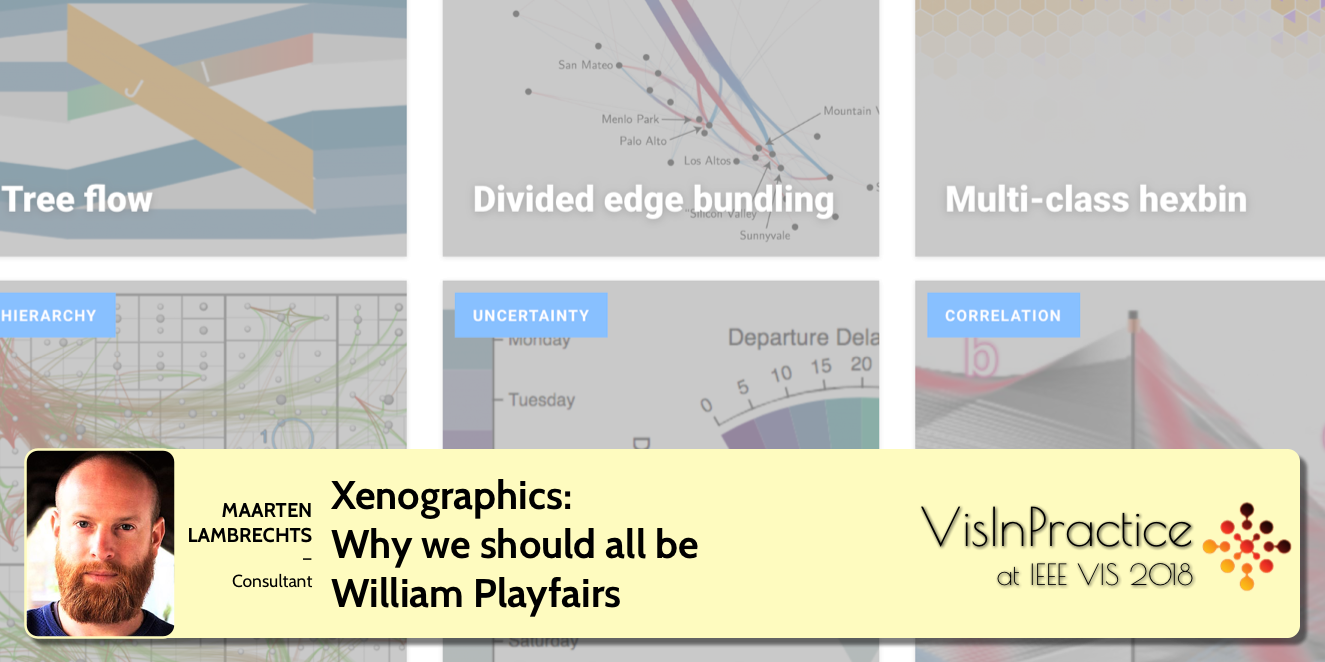 J
I
San Mateo
Menlo Park
Palo Alto
Los Altos
Mountain V
S
"Silicon Valley"
Sunnyvale
Tree flow
Divided edge bundling
Multi-class hexbin
HIERARCHY
UNCERTAINTY
CORRELATION
Monday
Tuesday
Saturday
Departure Dela
0 5 10 15 20
D
b
1
MAARTEN
LAMBRECHTS
–
Consultant
Xenographics:
Why we should all be
William Playfairs
VisInPractice
at IEEE VIS 2018